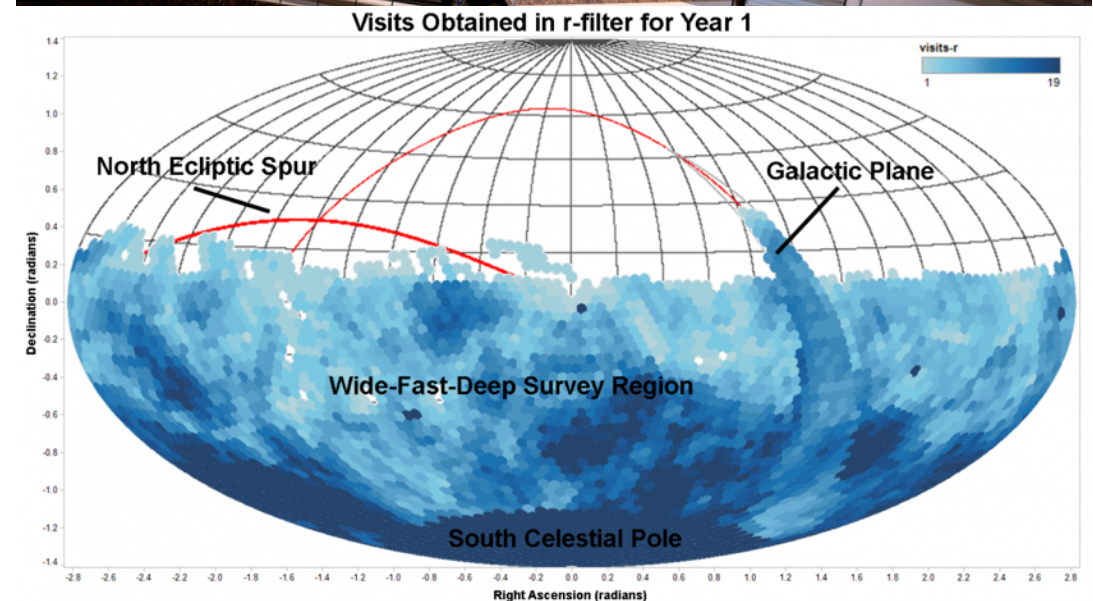 Visits Obtained in r-filter for Year 1
visits-r
1 19
North Ecliptic Spur
Galactic Plane
Wide-Fast-Deep Survey Region
South Celestial Pole
Declination (radians)
1.4
1.2
1.0
0.8
0.6
0.4
0.2
0.0
-0.2
-0.4
-0.6
-0.8
-1.0
-1.2
-1.4
-2.8 -2.6 -2.4 -2.2 -2.0 -1.8 -1.6 -1.4 -1.2 -1.0 -0.8 -0.6 -0.4 -0.2 0.0 0.2 0.4 0.6 0.8 1.0 1.2 1.4 1.6 1.8 2.0 2.2 2.4 2.6 2.8
Right Ascension (radians)